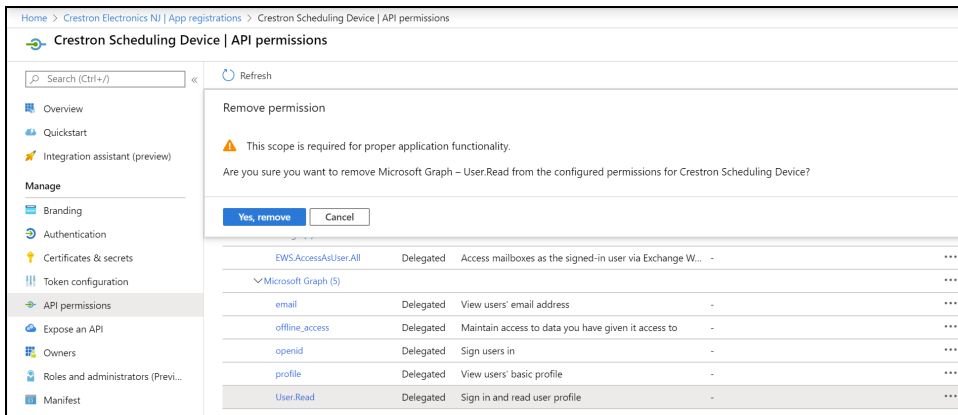 Home > Crestron Electronics NJ | App registrations > Crestron Scheduling Device | API permissions
Crestron Scheduling Device | API permissions
Search (Ctrl+/) «
Refresh
Overview
Quickstart
Integration assistant (preview)
Manage
Branding
Authentication
Certificates & secrets
Token configuration
API permissions
Expose an API
Owners
Roles and administrators (Previ...
Manifest
Remove permission
This scope is required for proper application functionality.
Are you sure you want to remove Microsoft Graph – User.Read from the configured permissions for Crestron Scheduling Device?
Yes, remove Cancel
EWS.AccessAsUser.All Delegated Access mailboxes as the signed-in user via Exchange W... - ...
Microsoft Graph (5) ...
email Delegated View users' email address - ...
offline_access Delegated Maintain access to data you have given it access to - ...
openid Delegated Sign users in - ...
profile Delegated View users' basic profile - ...
User.Read Delegated Sign in and read user profile - ...